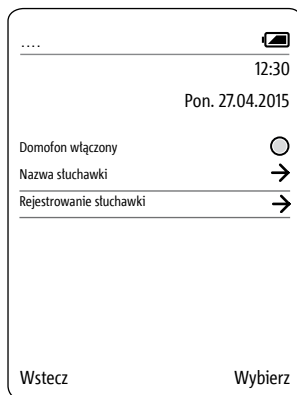 ....
12:30
Pon. 27.04.2015
Domofon włączony
Nazwa słuchawki
Rejestrowanie słuchawki
Wstecz Wybierz